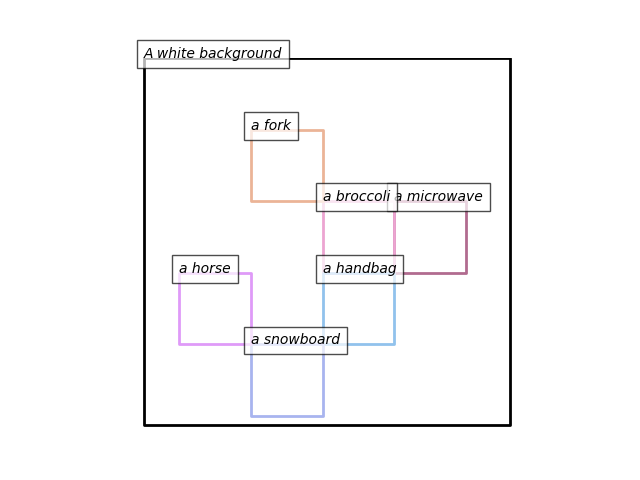 A white background
a fork
a broccoli
a microwave
a horse
a handbag
a snowboard